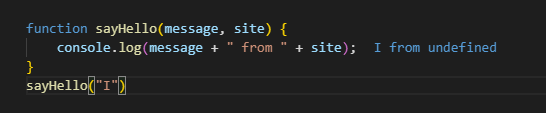 function sayHello(message, site) {
    console.log(message + " from " + site);  I from undefined
}
sayHello("I")